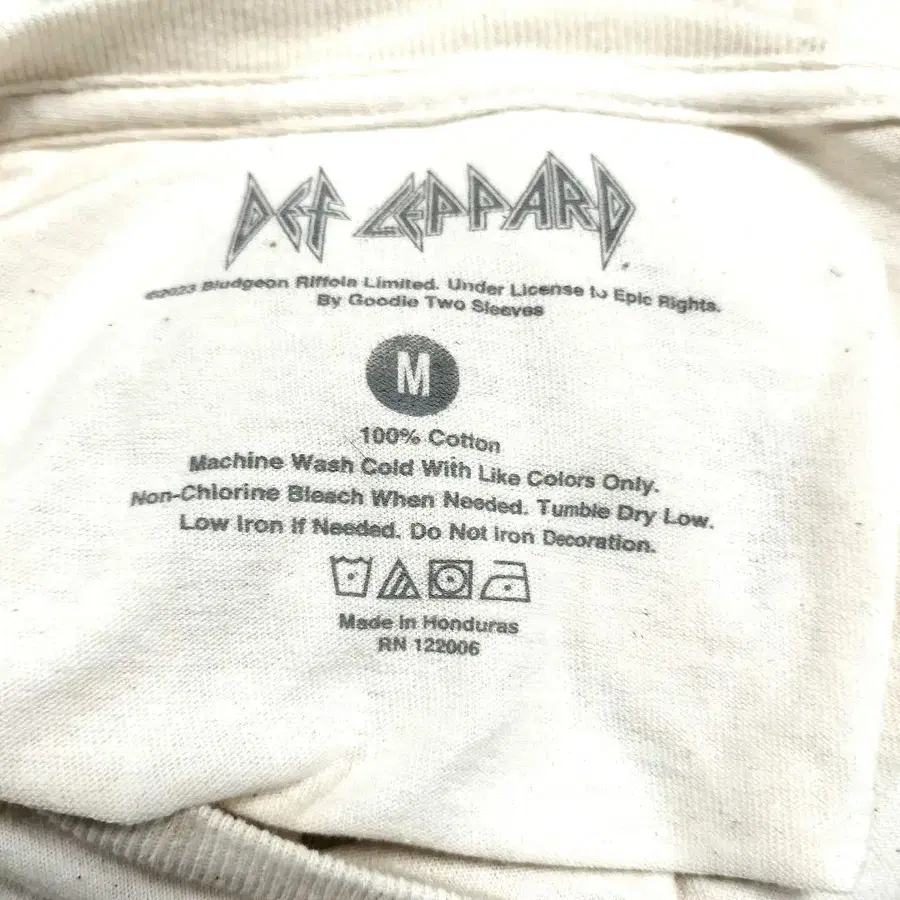 DEF LEPPARD
©2023 Bludgeon Riffola Limited. Under License to Epic Rights.
By Goodie Two Sleeves
M
100% Cotton
Machine Wash Cold With Like Colors Only.
Non-Chlorine Bleach When Needed. Tumble Dry Low.
Low Iron If Needed. Do Not Iron Decoration.
Made In Honduras
RN 122006